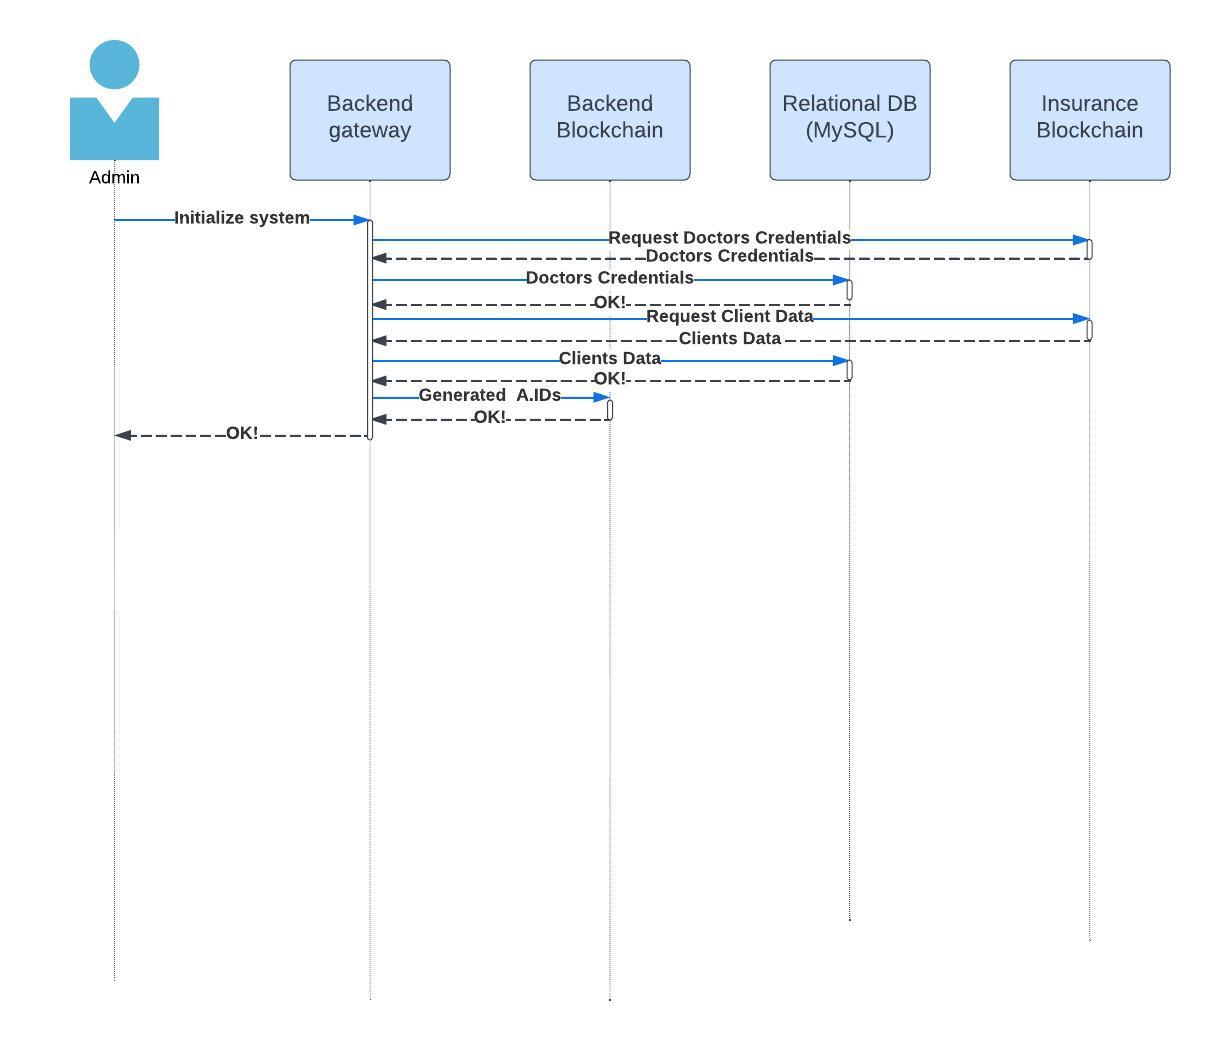 Admin
Backend
gateway
Backend
Blockchain
Relational DB
(MySQL)
Insurance
Blockchain
Initialize system
Request Doctors Credentials
Doctors Credentials
Doctors Credentials
OK!
Request Client Data
Clients Data
Clients Data
OK!
Generated  A.IDs
OK!
OK!